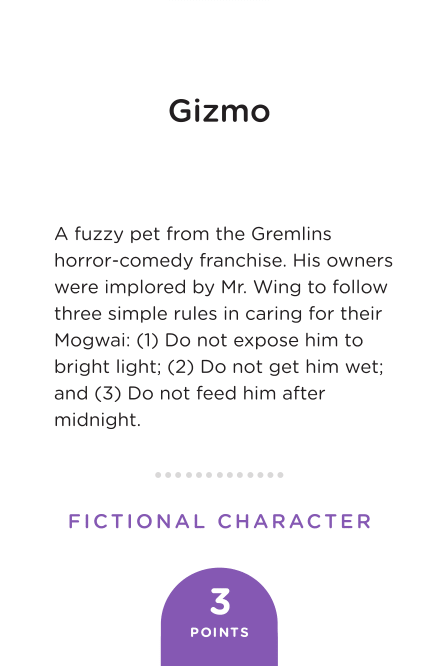 Gizmo
A fuzzy pet from the Gremlins
horror-comedy franchise. His owners
were implored by Mr. Wing to follow
three simple rules in caring for their
Mogwai: (1) Do not expose him to
bright light; (2) Do not get him wet;
and (3) Do not feed him after
midnight.
FICTIONAL CHARACTER
3
POINTS